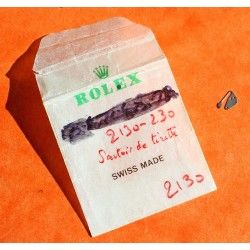 ROLEX
2130-230
Sautoir de tirette
SWISS MADE
2130